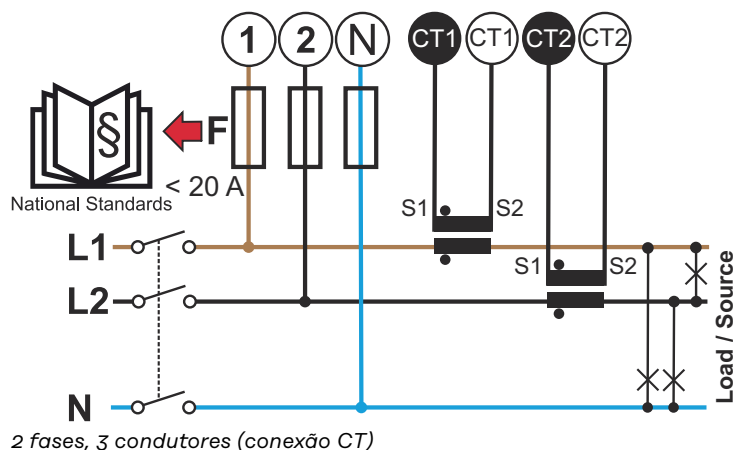 1 2 N CT1 CT1 CT2 CT2
§
F
National Standards
< 20 A
S1 S2
L1
S1 S2
L2
Load / Source
N
2 fases, 3 condutores (conexão CT)